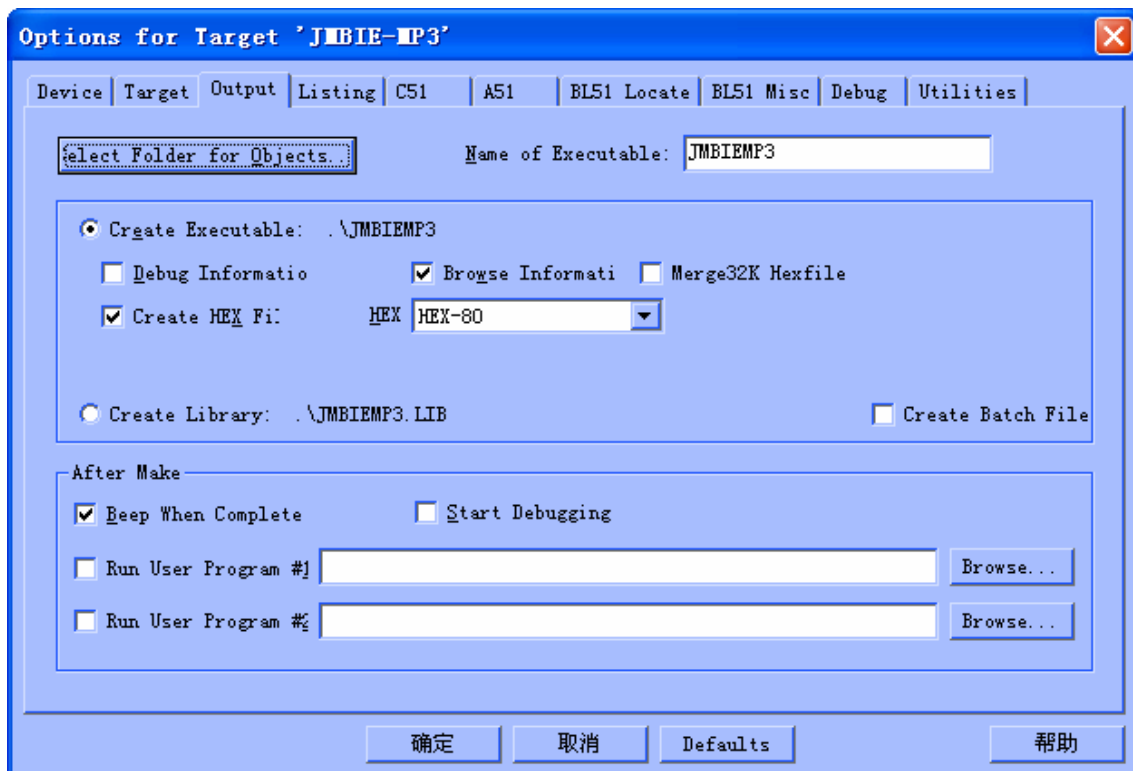 Options for Target 'JMBIE-MP3'
Device Target Output Listing C51 A51 BL51 Locate BL51 Misc Debug Utilities
elect Folder for Objects.. Name of Executable: JMBIEMP3
Create Executable: .\JMBIEMP3
Debug Informatio Browse Informati Merge32K Hexfile
Create HEX Fi HEX HEX-80
Create Library: .\JMBIEMP3.LIB Create Batch File
After Make
Beep When Complete Start Debugging
Run User Program #1 Browse...
Run User Program #2 Browse...
确定 取消 Defaults 帮助